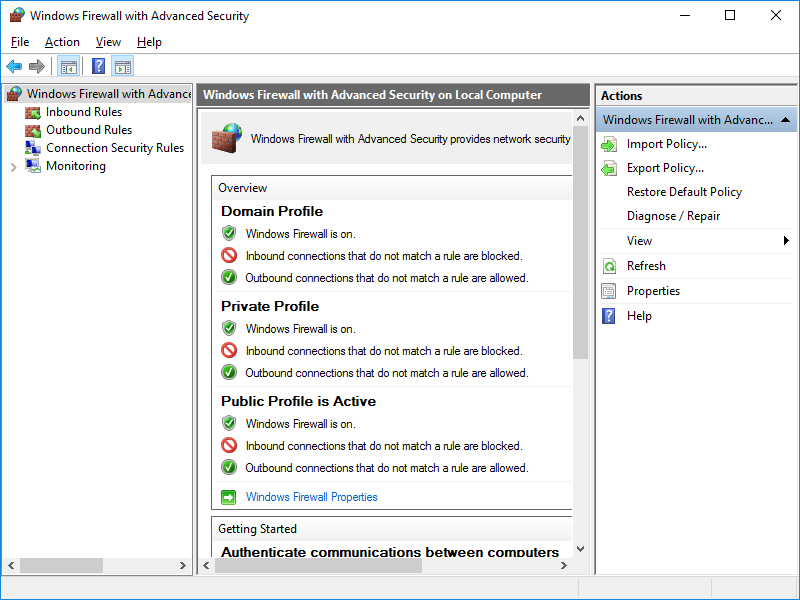 Windows Firewall with Advanced Security
File Action View Help
Windows Firewall with Advance
Inbound Rules
Outbound Rules
Connection Security Rules
Monitoring
Windows Firewall with Advanced Security on Local Computer
Windows Firewall with Advanced Security provides network security
Overview
Domain Profile
Windows Firewall is on.
Inbound connections that do not match a rule are blocked.
Outbound connections that do not match a rule are allowed.
Private Profile
Windows Firewall is on.
Inbound connections that do not match a rule are blocked.
Outbound connections that do not match a rule are allowed.
Public Profile is Active
Windows Firewall is on.
Inbound connections that do not match a rule are blocked.
Outbound connections that do not match a rule are allowed.
Windows Firewall Properties
Getting Started
Authenticate communications between computers
Actions
Windows Firewall with Advanc...
Import Policy...
Export Policy...
Restore Default Policy
Diagnose / Repair
View
Refresh
Properties
Help